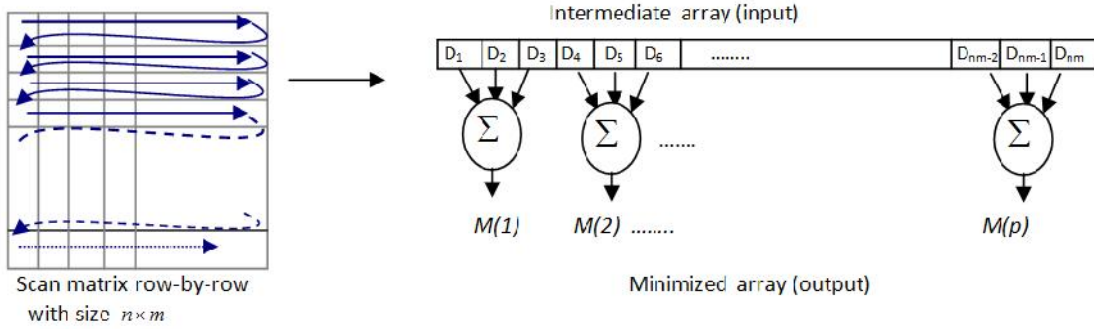 Intermediate array (input)
D₁ D₂ D₃ D₄ D₅ D₆ ........ Dnm-2 Dnm-1 Dnm
Σ Σ ....... Σ
M(1) M(2) ........ M(p)
Scan matrix row-by-row
with size n×m
Minimized array (output)